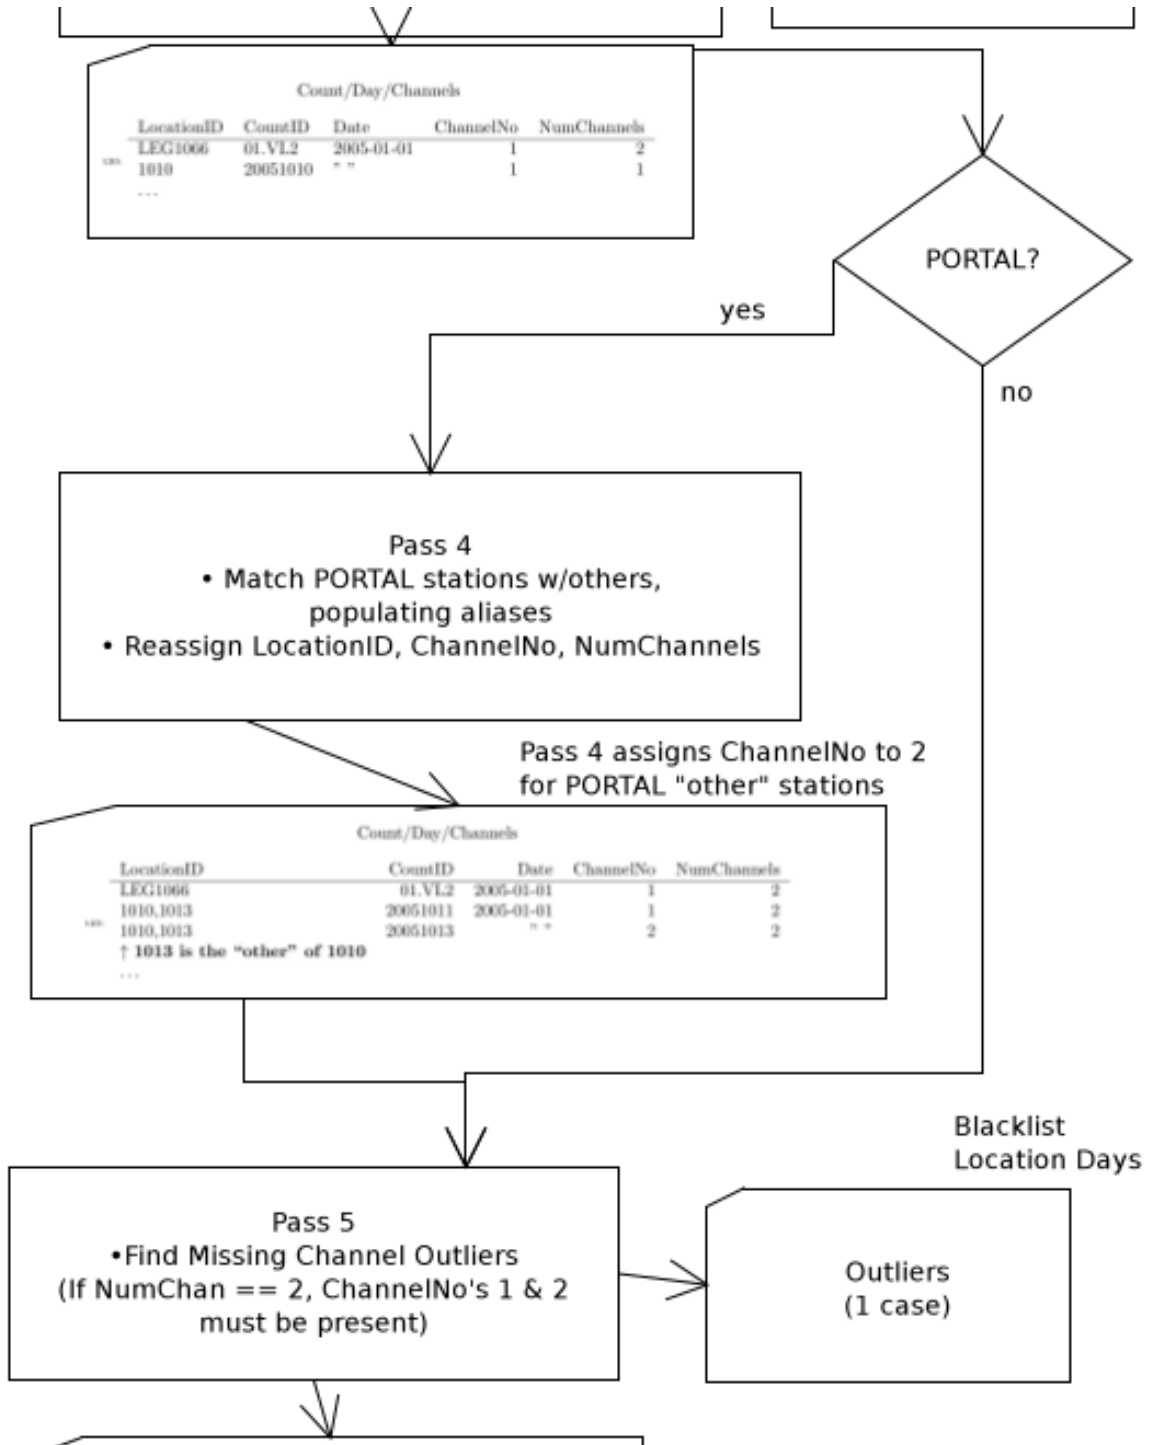 Count/Day/Channels
LocationID CountID Date ChannelNo NumChannels
LEG1066 01.VL2 2005-01-01 1 2
1010 20051010 " " 1 1
...
PORTAL?
yes
no
Pass 4
• Match PORTAL stations w/others,
populating aliases
• Reassign LocationID, ChannelNo, NumChannels
Pass 4 assigns ChannelNo to 2
for PORTAL "other" stations
Count/Day/Channels
LocationID CountID Date ChannelNo NumChannels
LEG1066 01.VL2 2005-01-01 1 2
1010,1013 20051011 2005-01-01 1 2
1010,1013 20051013 " " 2 2
↑ 1013 is the “other” of 1010
...
Blacklist
Location Days
Pass 5
•Find Missing Channel Outliers
(If NumChan == 2, ChannelNo's 1 & 2
must be present)
Outliers
(1 case)